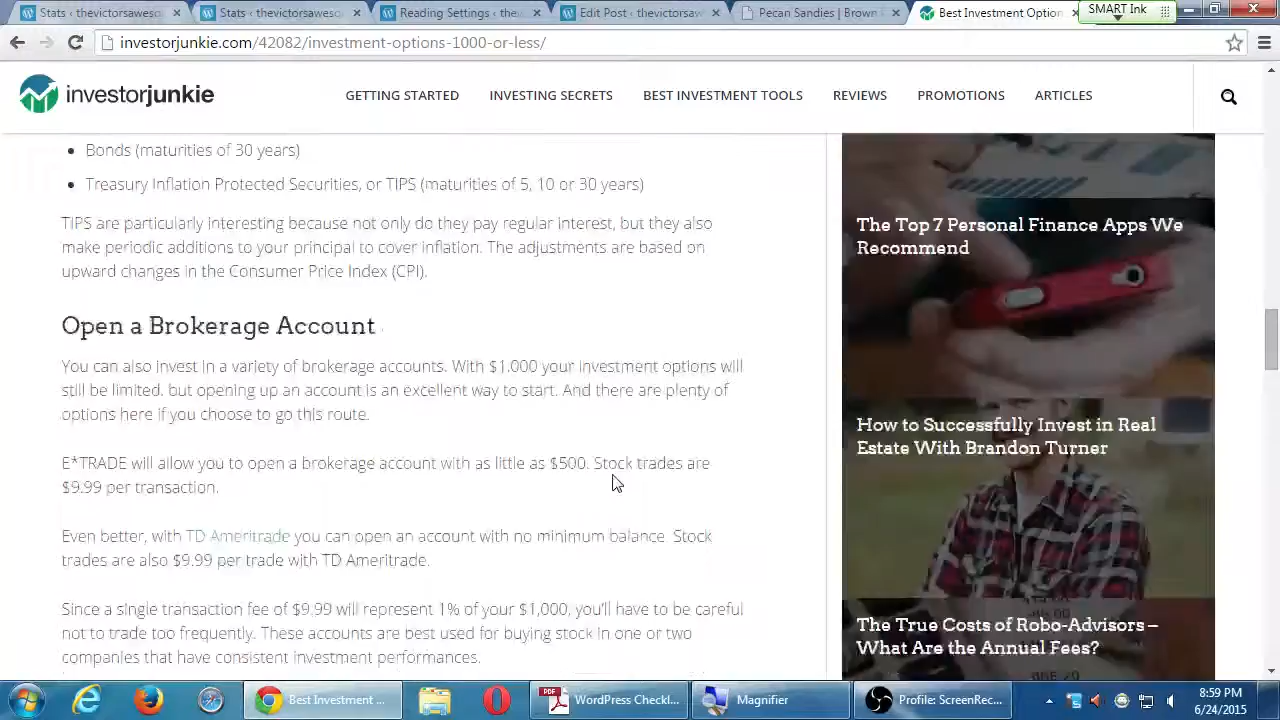 Stats ‹ thevictorsaweso
Stats ‹ thevictorsaweso
Reading Settings ‹ the
Edit Post ‹ thevictorsaw
Pecan Sandies | Brown
Best Investment Option
SMART Ink
investorjunkie.com/42082/investment-options-1000-or-less/
investorjunkie
GETTING STARTED
INVESTING SECRETS
BEST INVESTMENT TOOLS
REVIEWS
PROMOTIONS
ARTICLES
Bonds (maturities of 30 years)
Treasury Inflation Protected Securities, or TIPS (maturities of 5, 10 or 30 years)
TIPS are particularly interesting because not only do they pay regular interest, but they also
make periodic additions to your principal to cover inflation. The adjustments are based on
upward changes in the Consumer Price Index (CPI).
Open a Brokerage Account
You can also invest in a variety of brokerage accounts. With $1,000 your investment options will
still be limited, but opening up an account is an excellent way to start. And there are plenty of
options here if you choose to go this route.
E*TRADE will allow you to open a brokerage account with as little as $500. Stock trades are
$9.99 per transaction.
Even better, with TD Ameritrade you can open an account with no minimum balance. Stock
trades are also $9.99 per trade with TD Ameritrade.
Since a single transaction fee of $9.99 will represent 1% of your $1,000, you'll have to be careful
not to trade too frequently. These accounts are best used for buying stock in one or two
companies that have consistent investment performances.
The Top 7 Personal Finance Apps We
Recommend
How to Successfully Invest in Real
Estate With Brandon Turner
The True Costs of Robo-Advisors –
What Are the Annual Fees?
Best Investment ...
PDF
WordPress Checkl...
Magnifier
Profile: ScreenRec...
8:59 PM
6/24/2015